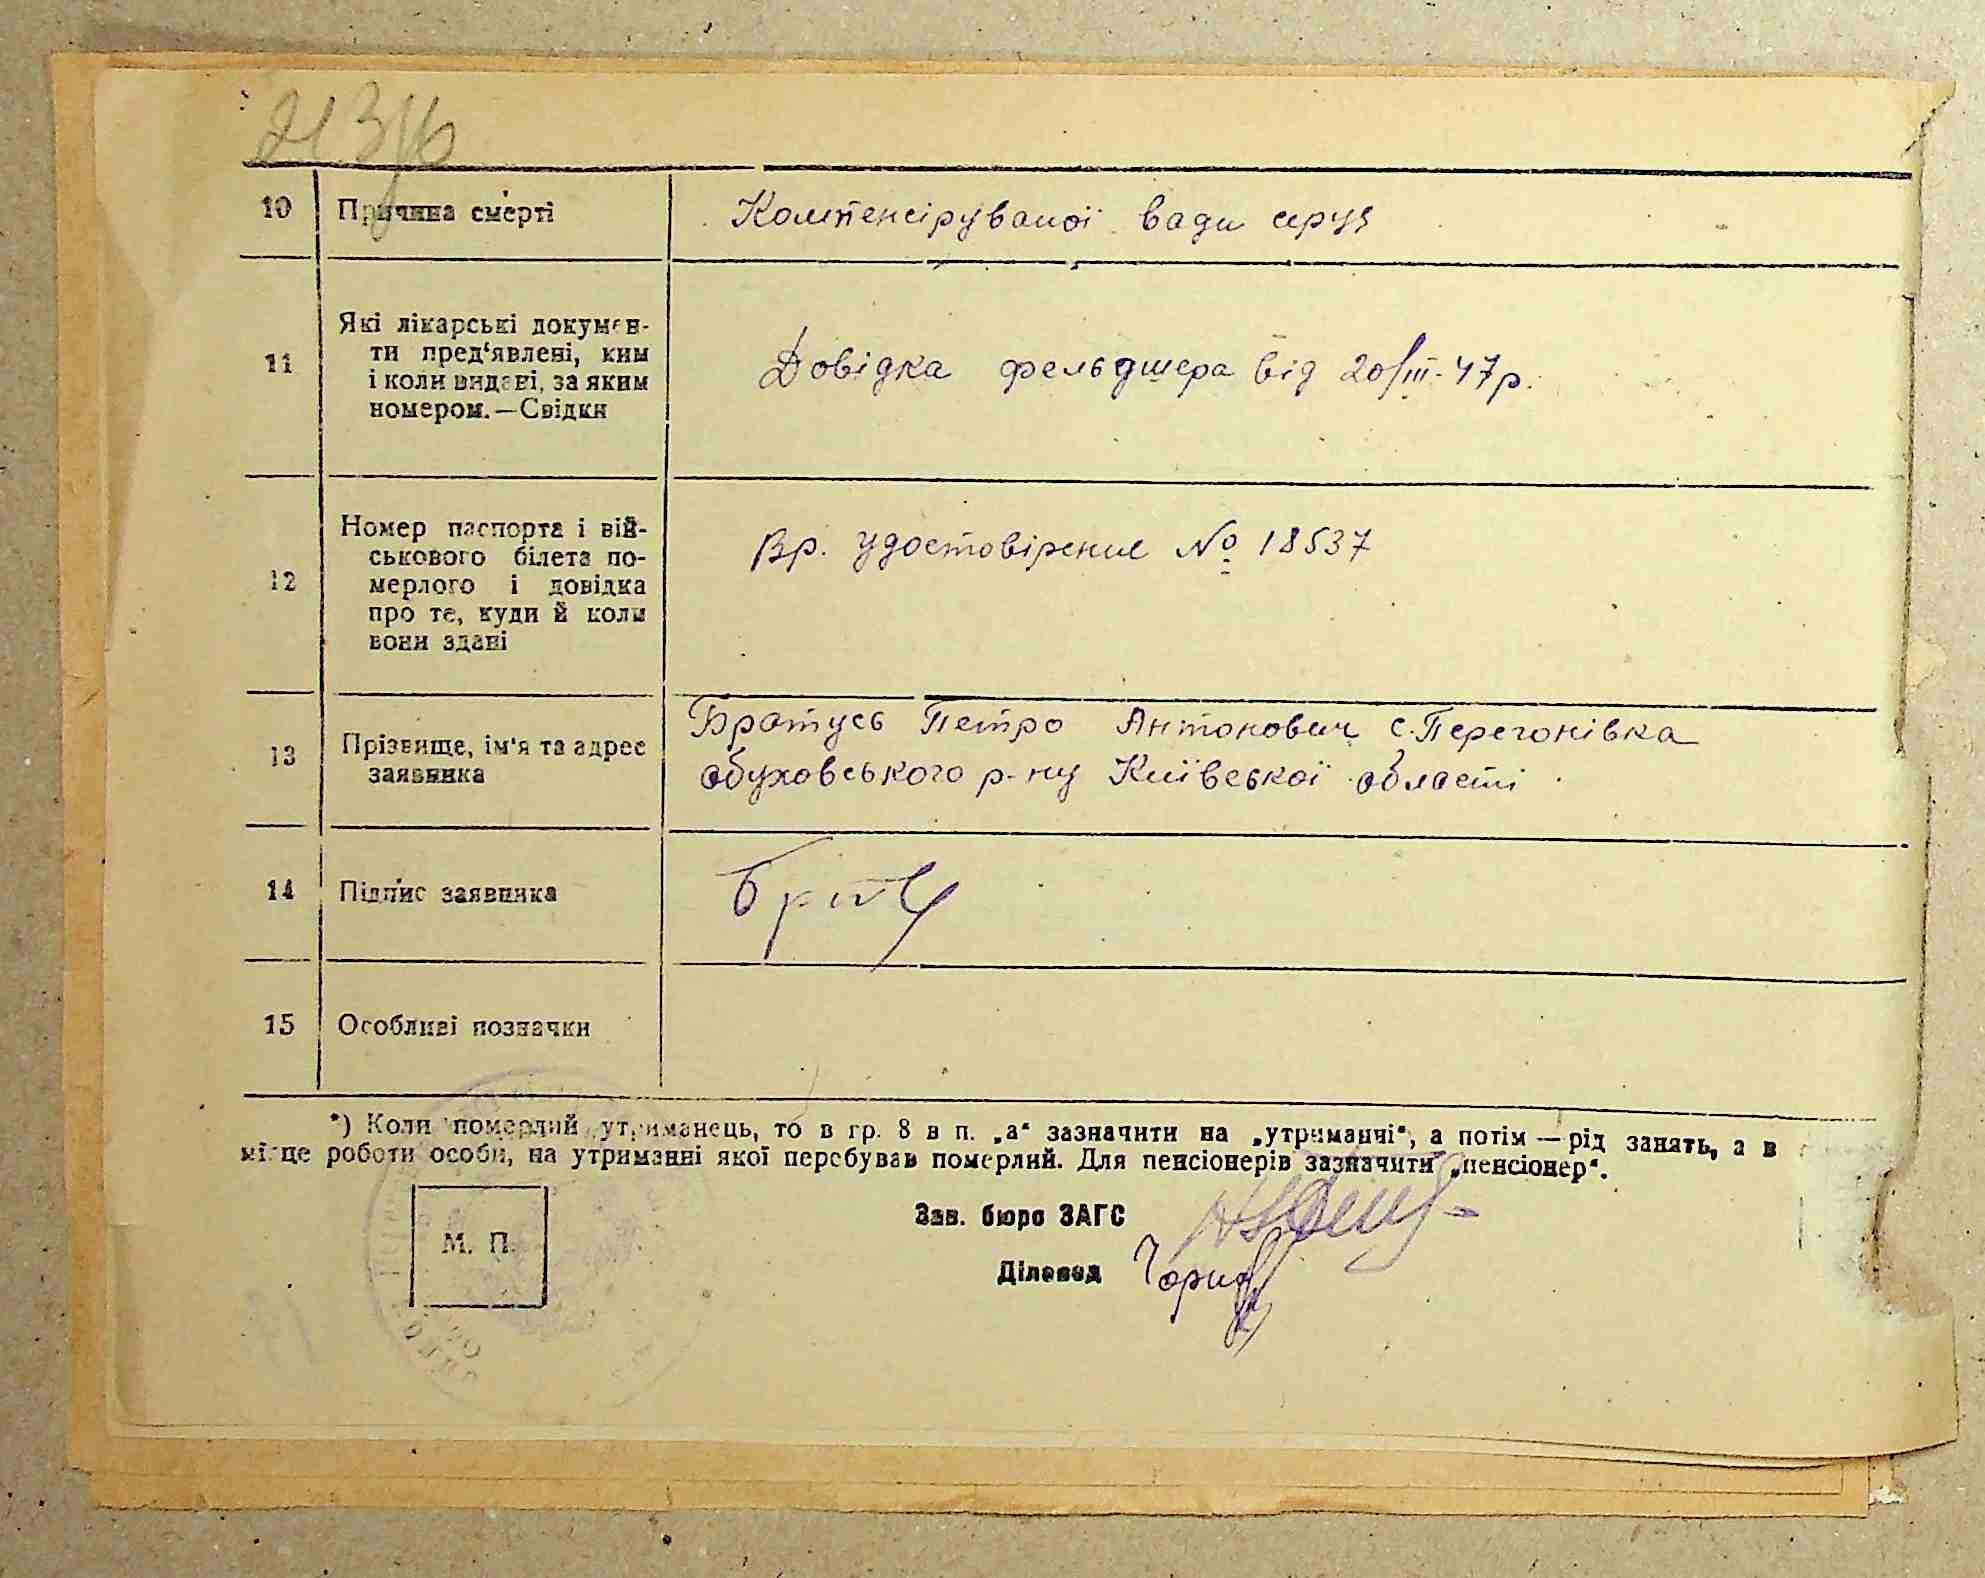 10 Причина смерті Компенсіруваної вади серця
11 Які лікарські докумен-
ти пред‘явлені, ким
і коли видані, за яким
номером.—Свідки
Довідка фельдшера від 20/III-47р.
12 Номер паспорта і вій-
ськового білета по-
мерлого і довідка
про те, куди й коли
вони здані
Вр. удостовірение № 18537
13 Прізвище, ім‘я та адрес
заявника
Братусь Петро Антонович с. Перегонівка
обуховського р-ну Київської області
14 Підпис заявника
15 Особливі позначки
*) Коли померлий утриманець, то в гр. 8 в п. „а“ зазначити на „утриманні“, а потім — рід занять, а в
місце роботи особи, на утриманні якої перебував померлий. Для пенсіонерів зазначити „пенсіонер“.
М. П.
Зав. бюро ЗАГС
Діловод